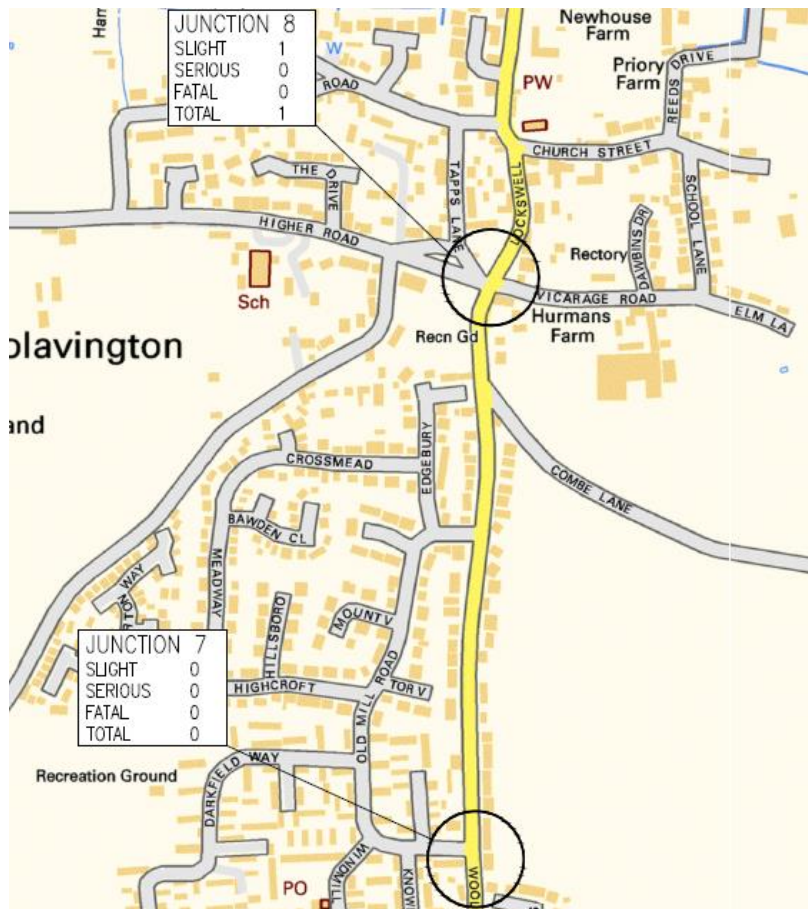 Newhouse
Farm
JUNCTION 8
SLIGHT 1
SERIOUS 0
FATAL 0
TOTAL 1
W
ROAD
Priory
Farm
REEDS DRIVE
PW
CHURCH STREET
THE DRIVE
TAPPS LANE
LOCKSWELL
SCHOOL LANE
HIGHER ROAD
Rectory
DAWBINS DR
Sch
VICARAGE ROAD
ELM LA
Hurmans
Farm
Recn Gd
olavington
and
EDGEBURY
CROSSMEAD
COMBE LANE
BAWDEN CL
MEADWAY
WAY
MOUNT V
HILLSBORO
JUNCTION 7
SLIGHT 0
SERIOUS 0
FATAL 0
TOTAL 0
HIGHCROFT
TOR V
OLD MILL ROAD
DARKFIELD WAY
Recreation Ground
WINDMILL
KNOW
WOOL
PO